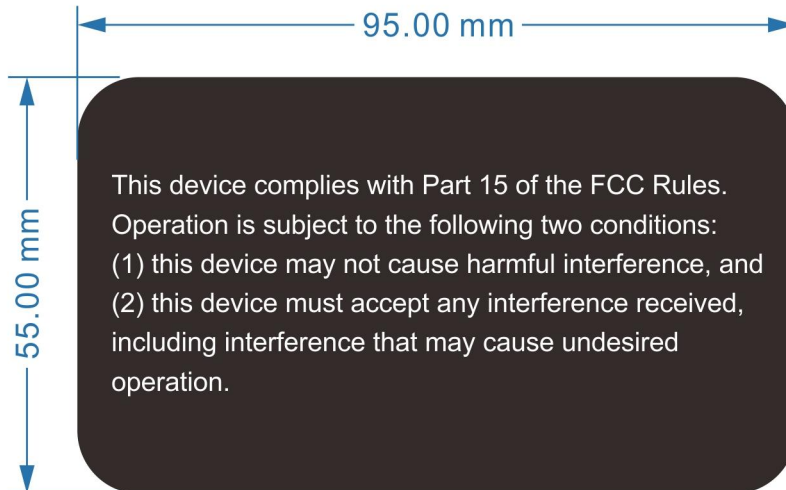 95.00 mm
55.00 mm
This device complies with Part 15 of the FCC Rules.
Operation is subject to the following two conditions:
(1) this device may not cause harmful interference, and
(2) this device must accept any interference received,
including interference that may cause undesired
operation.